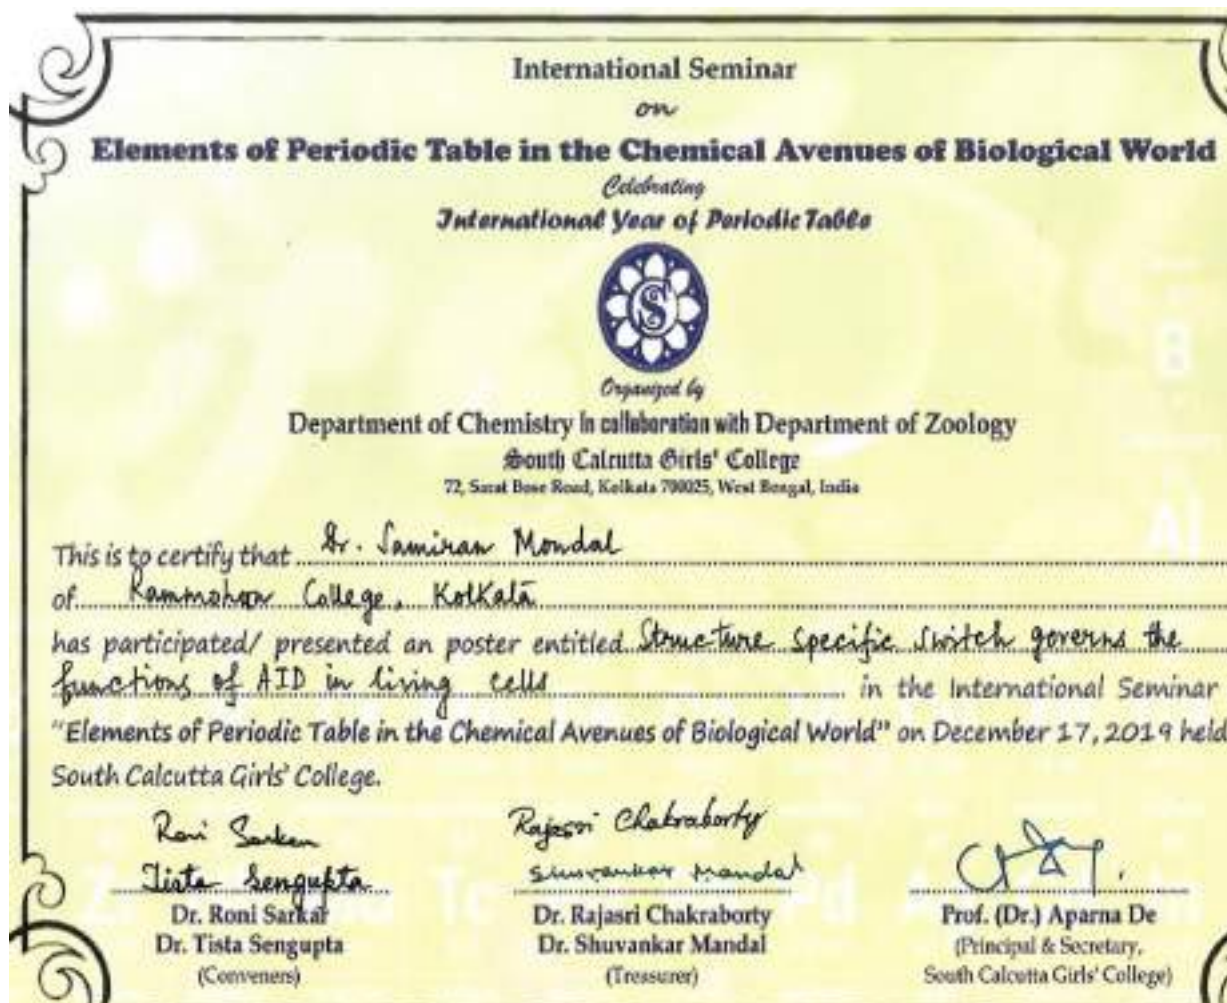 International Seminar
on
Elements of Periodic Table in the Chemical Avenues of Biological World
Celebrating
International Year of Periodic Table
Organized by
Department of Chemistry in collaboration with Department of Zoology
South Calcutta Girls' College
72, Sarat Bose Road, Kolkata 700025, West Bengal, India
This is to certify that Dr. Samiran Mondal
of Rammohan College, Kolkata
has participated/ presented an poster entitled Structure specific switch governs the
functions of AID in living cells in the International Seminar
"Elements of Periodic Table in the Chemical Avenues of Biological World" on December 17, 2019 held
South Calcutta Girls' College.
Roni Sarkar Rajasri Chakraborty
Tista Sengupta Shuvankar Mandal
Dr. Roni Sarkar Dr. Rajasri Chakraborty Prof. (Dr.) Aparna De
Dr. Tista Sengupta Dr. Shuvankar Mandal (Principal & Secretary,
(Conveners) (Treasurer) South Calcutta Girls' College)